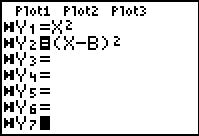 Plot1 Plot2 Plot3
Y1=X²
Y2=(X-B)²
Y3=
Y4=
Y5=
Y6=
Y7=